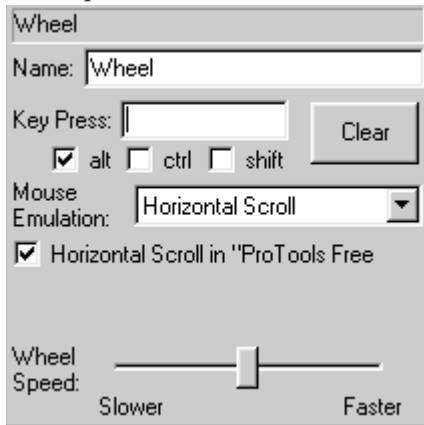 Wheel
Name: Wheel
Key Press:
Clear
alt ctrl shift
Mouse
Emulation: Horizontal Scroll
Horizontal Scroll in "ProTools Free
Wheel
Speed:
Slower Faster